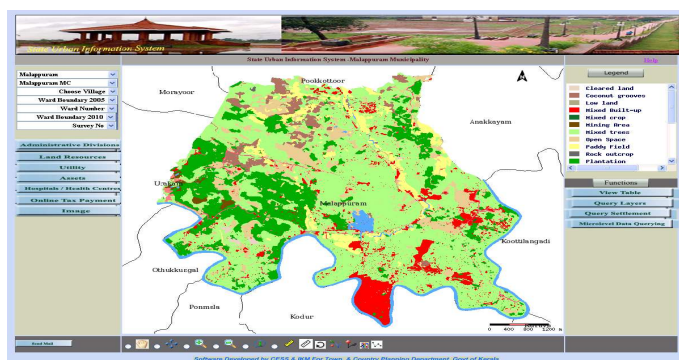 State Urban Information System
State Urban Information System -Malappuram Municipality
Help
Malappuram
Malappuram MC
Choose Village
Ward Boundary 2005
Ward Number
Ward Boundary 2010
Survey No
Administrative Divisions
Land Resources
Utility
Assets
Hospitals / Health Centres
Online Tax Payment
Image
Pookkottoor
Morayoor
Anakkayam
Malappuram
Koottilangadi
Othukkungal
Ponmala
Kodur
0 400 800 1200 m
Legend
Cleared land
Coconut grooves
Low land
Mixed Built-up
Mixed crop
Mining Area
Mixed trees
Open Space
Paddy Field
Rock outcrop
Plantation
Functions
View Table
Query Layers
Query Settlement
Microlevel Data Querying
Send Mail
Software Developed by CESS & IKM For Town & Country Planning Department, Govt of Kerala